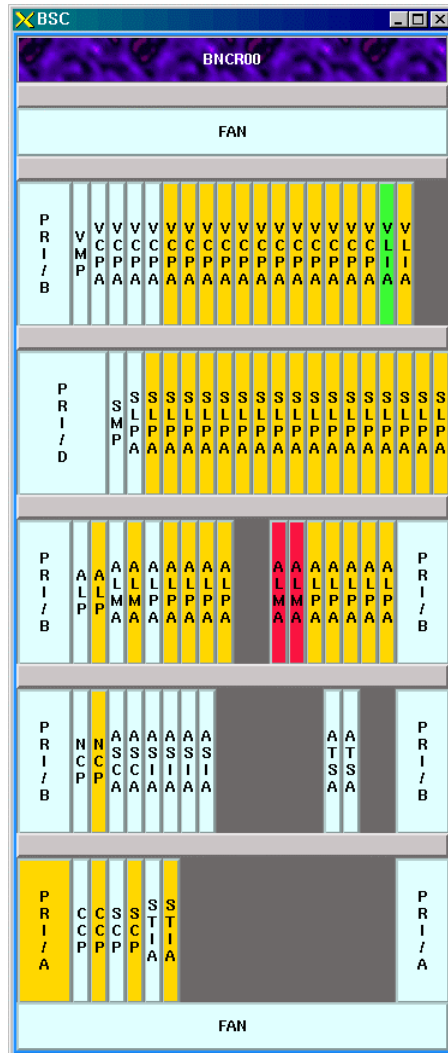 BSC
BNCR00
FAN
PRI/B VMP VCPA VCPA VCPA VCPA VCPA VCPA VCPA VCPA VCPA VCPA VCPA VCPA VCPA VCPA VCPA VCPA VLIA VLIA
PRI/D SMP SLPA SLPA SLPA SLPA SLPA SLPA SLPA SLPA SLPA SLPA SLPA SLPA SLPA SLPA SLPA SLPA SLPA SLPA
PRI/B ALP ALP ALMA ALMA ALPA ALPA ALPA ALPA ALPA ALMA ALMA ALPA ALPA ALPA ALPA ALPA PRI/B
PRI/B NCP NCP ASCA ASCA ASIA ASIA ASIA ASIA ATSA ATSA PRI/B
PRI/A CCP CCP SCP SCP STIA STIA PRI/A
FAN